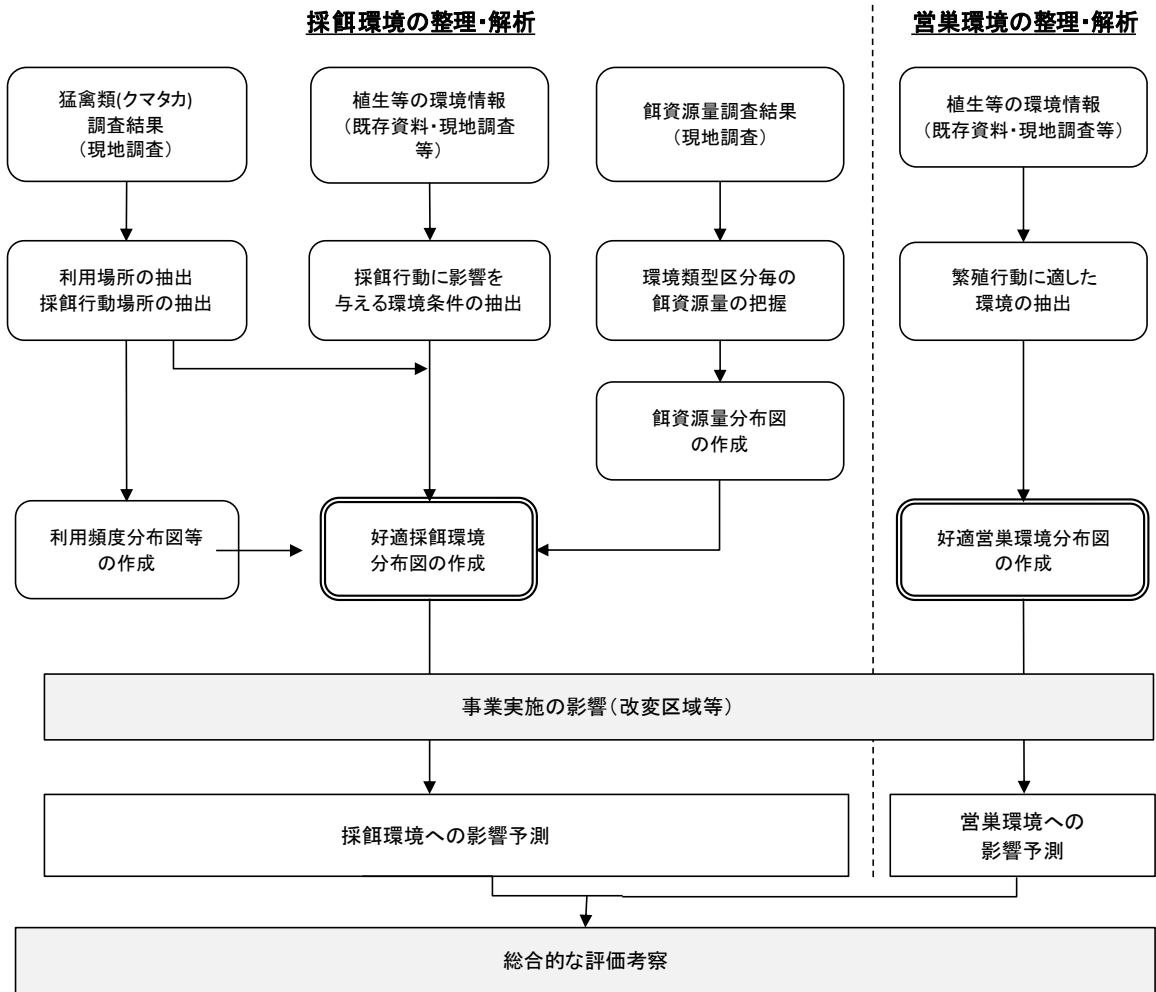 採餌環境の整理・解析
営巣環境の整理・解析
猛禽類(クマタカ)
調査結果
（現地調査）
植生等の環境情報
（既存資料・現地調査
等）
餌資源量調査結果
（現地調査）
植生等の環境情報
（既存資料・現地調査等）
利用場所の抽出
採餌行動場所の抽出
採餌行動に影響を
与える環境条件の抽出
環境類型区分毎の
餌資源量の把握
繁殖行動に適した
環境の抽出
餌資源量分布図
の作成
利用頻度分布図等
の作成
好適採餌環境
分布図の作成
好適営巣環境分布図
の作成
事業実施の影響（改変区域等）
採餌環境への影響予測
営巣環境への
影響予測
総合的な評価考察